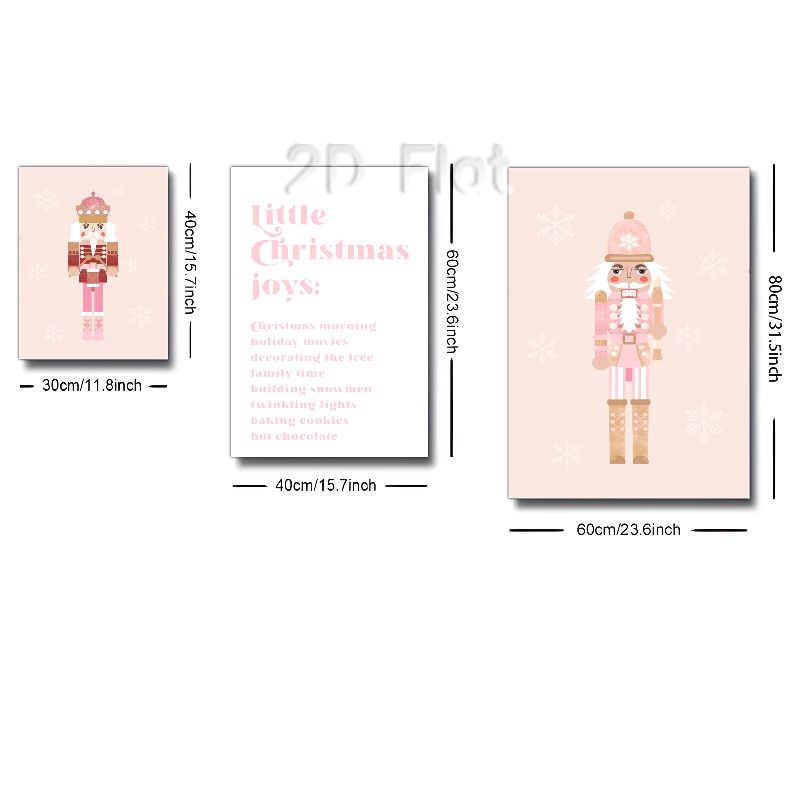 2D Flat.
Little
Christmas
joys:
Christmas morning
holiday movies
decorating the tree
family time
building snowmen
twinkling lights
baking cookies
hot chocolate
40cm/15.7inch
30cm/11.8inch
60cm/23.6inch
40cm/15.7inch
80cm/31.5inch
60cm/23.6inch